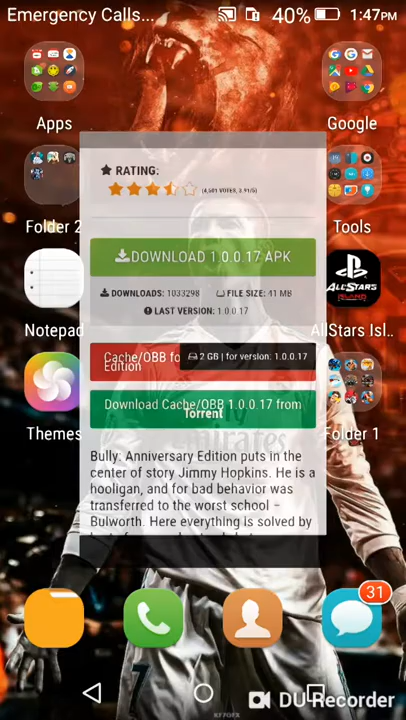 Emergency Calls...
40%
1:47PM
Apps
Google
RATING:
(4,501 VOTES, 3.91/5)
Folder 2
Tools
DOWNLOAD 1.0.0.17 APK
DOWNLOADS: 1033298
FILE SIZE: 41 MB
LAST VERSION: 1.0.0.17
ALLSTARS
ISLAND
Notepad
AllStars Isl..
Cache/OBB fo
Edition
2 GB | for version: 1.0.0.17
Download Cache/OBB 1.0.0.17 from
Torrent
Themes
Folder 1
Bully: Anniversary Edition puts in the
center of story Jimmy Hopkins. He is a
hooligan, and for bad behavior was
transferred to the worst school –
Bulworth. Here everything is solved by
31
7
DU Recorder